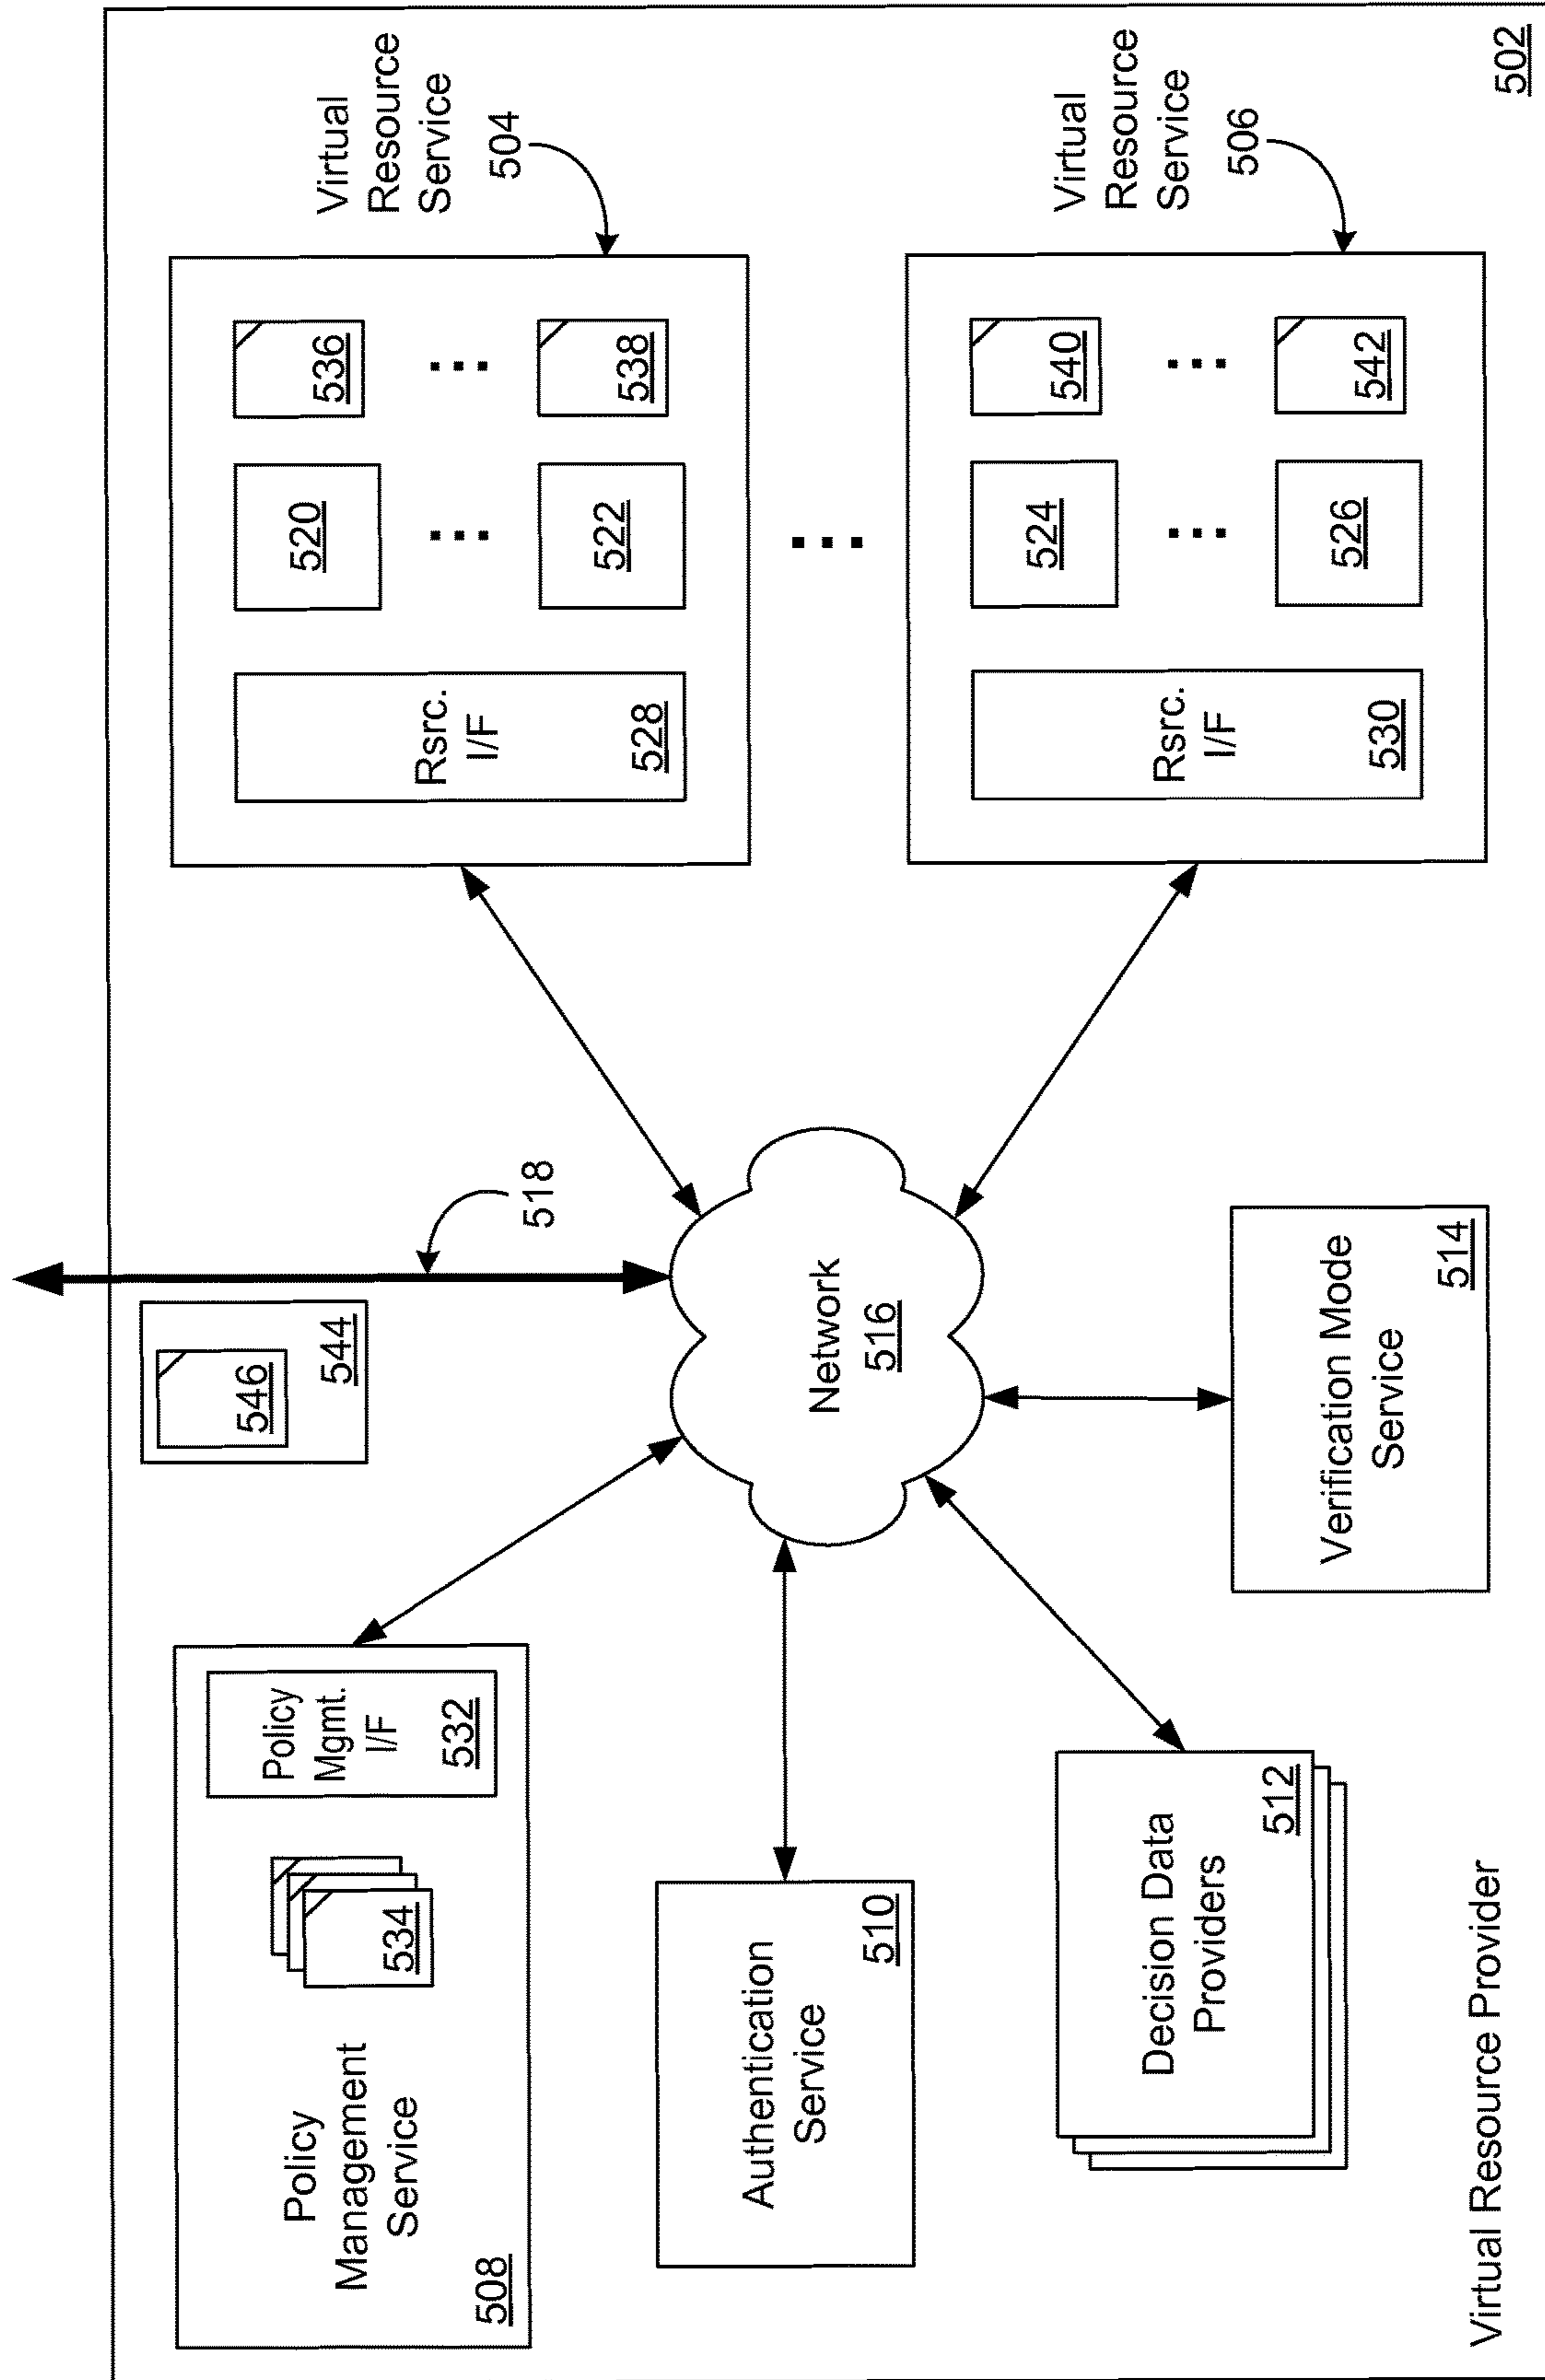 Policy
Management
Service
508
534
Policy
Mgmt.
I/F
532
546
544
518
Virtual
Resource
Service
504
Rsrc.
I/F
528
520
...
522
536
...
538
Authentication
Service
510
Network
516
...
Decision Data
Providers
512
Verification Mode
Service
514
Virtual
Resource
Service
506
Rsrc.
I/F
530
524
...
526
540
...
542
Virtual Resource Provider
502